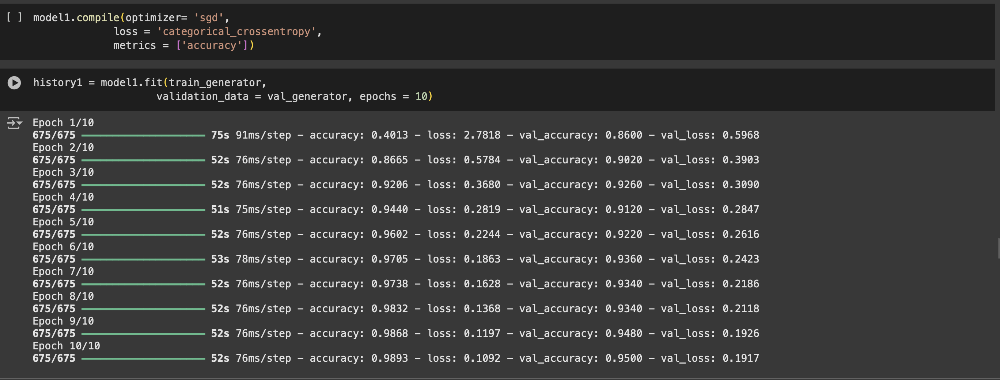 [ ] model1.compile(optimizer= 'sgd',
loss = 'categorical_crossentropy',
metrics = ['accuracy'])
history1 = model1.fit(train_generator,
validation_data = val_generator, epochs = 10)
Epoch 1/10
675/675 ━━━━━━━━━━━━━━━━━━━━ 75s 91ms/step - accuracy: 0.4013 - loss: 2.7818 - val_accuracy: 0.8600 - val_loss: 0.5968
Epoch 2/10
675/675 ━━━━━━━━━━━━━━━━━━━━ 52s 76ms/step - accuracy: 0.8665 - loss: 0.5784 - val_accuracy: 0.9020 - val_loss: 0.3903
Epoch 3/10
675/675 ━━━━━━━━━━━━━━━━━━━━ 52s 76ms/step - accuracy: 0.9206 - loss: 0.3680 - val_accuracy: 0.9260 - val_loss: 0.3090
Epoch 4/10
675/675 ━━━━━━━━━━━━━━━━━━━━ 51s 75ms/step - accuracy: 0.9440 - loss: 0.2819 - val_accuracy: 0.9120 - val_loss: 0.2847
Epoch 5/10
675/675 ━━━━━━━━━━━━━━━━━━━━ 52s 76ms/step - accuracy: 0.9602 - loss: 0.2244 - val_accuracy: 0.9220 - val_loss: 0.2616
Epoch 6/10
675/675 ━━━━━━━━━━━━━━━━━━━━ 53s 78ms/step - accuracy: 0.9705 - loss: 0.1863 - val_accuracy: 0.9360 - val_loss: 0.2423
Epoch 7/10
675/675 ━━━━━━━━━━━━━━━━━━━━ 52s 76ms/step - accuracy: 0.9738 - loss: 0.1628 - val_accuracy: 0.9340 - val_loss: 0.2186
Epoch 8/10
675/675 ━━━━━━━━━━━━━━━━━━━━ 52s 76ms/step - accuracy: 0.9832 - loss: 0.1368 - val_accuracy: 0.9340 - val_loss: 0.2118
Epoch 9/10
675/675 ━━━━━━━━━━━━━━━━━━━━ 52s 76ms/step - accuracy: 0.9868 - loss: 0.1197 - val_accuracy: 0.9480 - val_loss: 0.1926
Epoch 10/10
675/675 ━━━━━━━━━━━━━━━━━━━━ 52s 76ms/step - accuracy: 0.9893 - loss: 0.1092 - val_accuracy: 0.9500 - val_loss: 0.1917